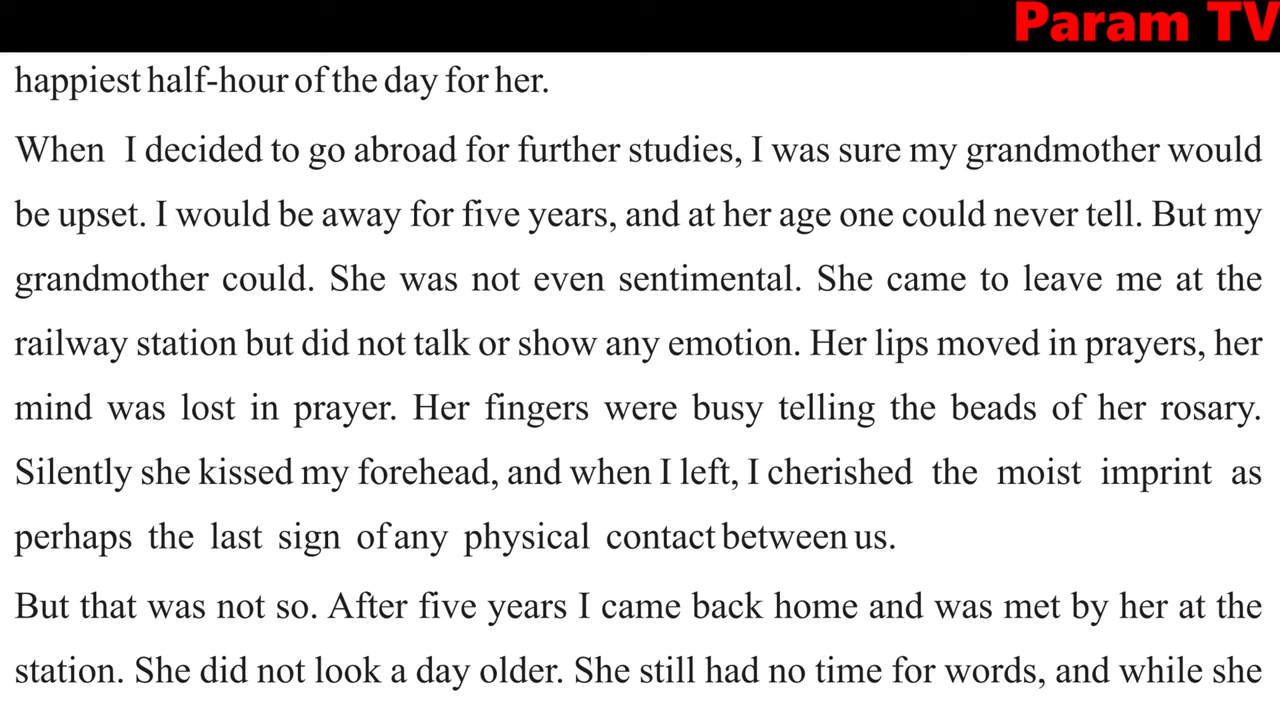 Param TV
happiest half-hour of the day for her.
When I decided to go abroad for further studies, I was sure my grandmother would
be upset. I would be away for five years, and at her age one could never tell. But my
grandmother could. She was not even sentimental. She came to leave me at the
railway station but did not talk or show any emotion. Her lips moved in prayers, her
mind was lost in prayer. Her fingers were busy telling the beads of her rosary.
Silently she kissed my forehead, and when I left, I cherished the moist imprint as
perhaps the last sign of any physical contact between us.
But that was not so. After five years I came back home and was met by her at the
station. She did not look a day older. She still had no time for words, and while she